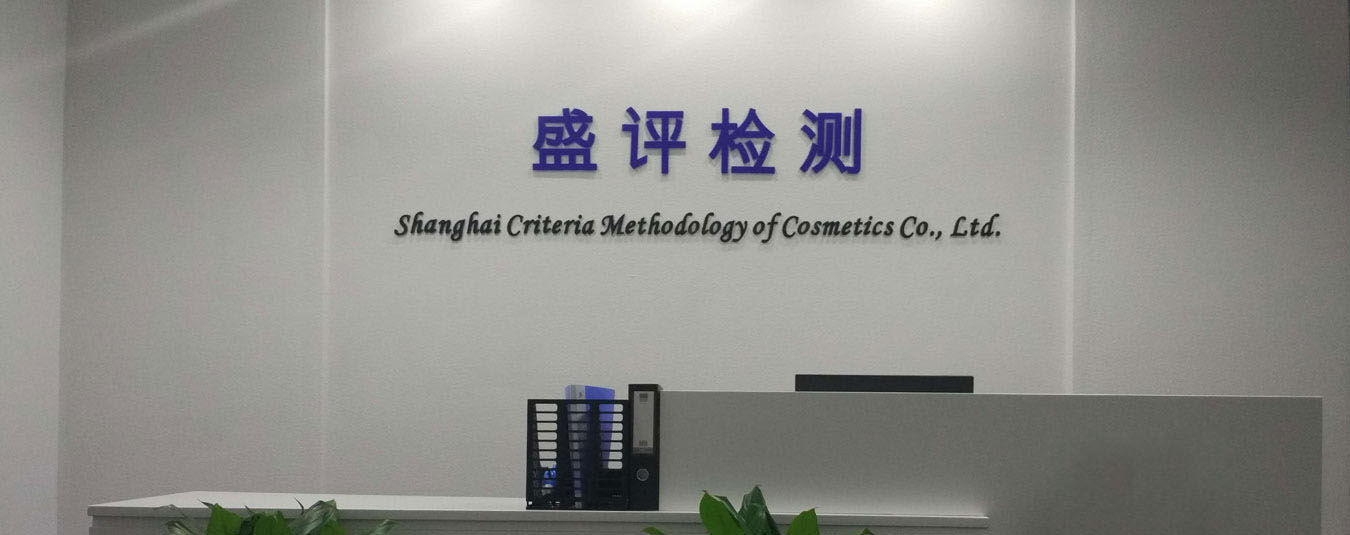 盛评检测
Shanghai Criteria Methodology of Cosmetics Co., Ltd.